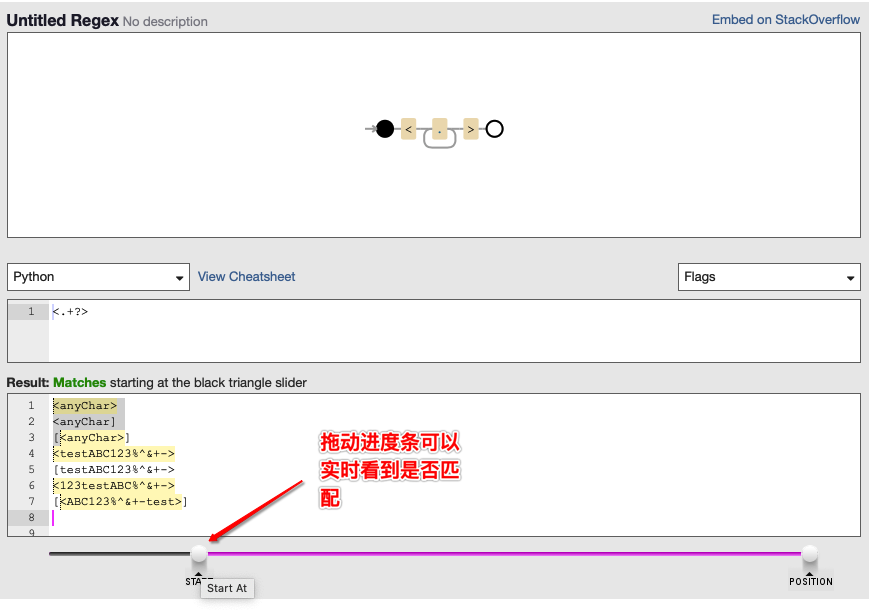 Untitled Regex No description
Embed on StackOverflow
< . >
Python
View Cheatsheet
Flags
1 <.+?>
Result: Matches starting at the black triangle slider
1 <anyChar>
2 <anyChar]
3 [<anyChar>]
4 <testABC123%^&+->
5 [testABC123%^&+->
6 <123testABC%^&+->
7 [<ABC123%^&+-test>]
8
9
拖动进度条可以
实时看到是否匹
配
START
Start At
POSITION